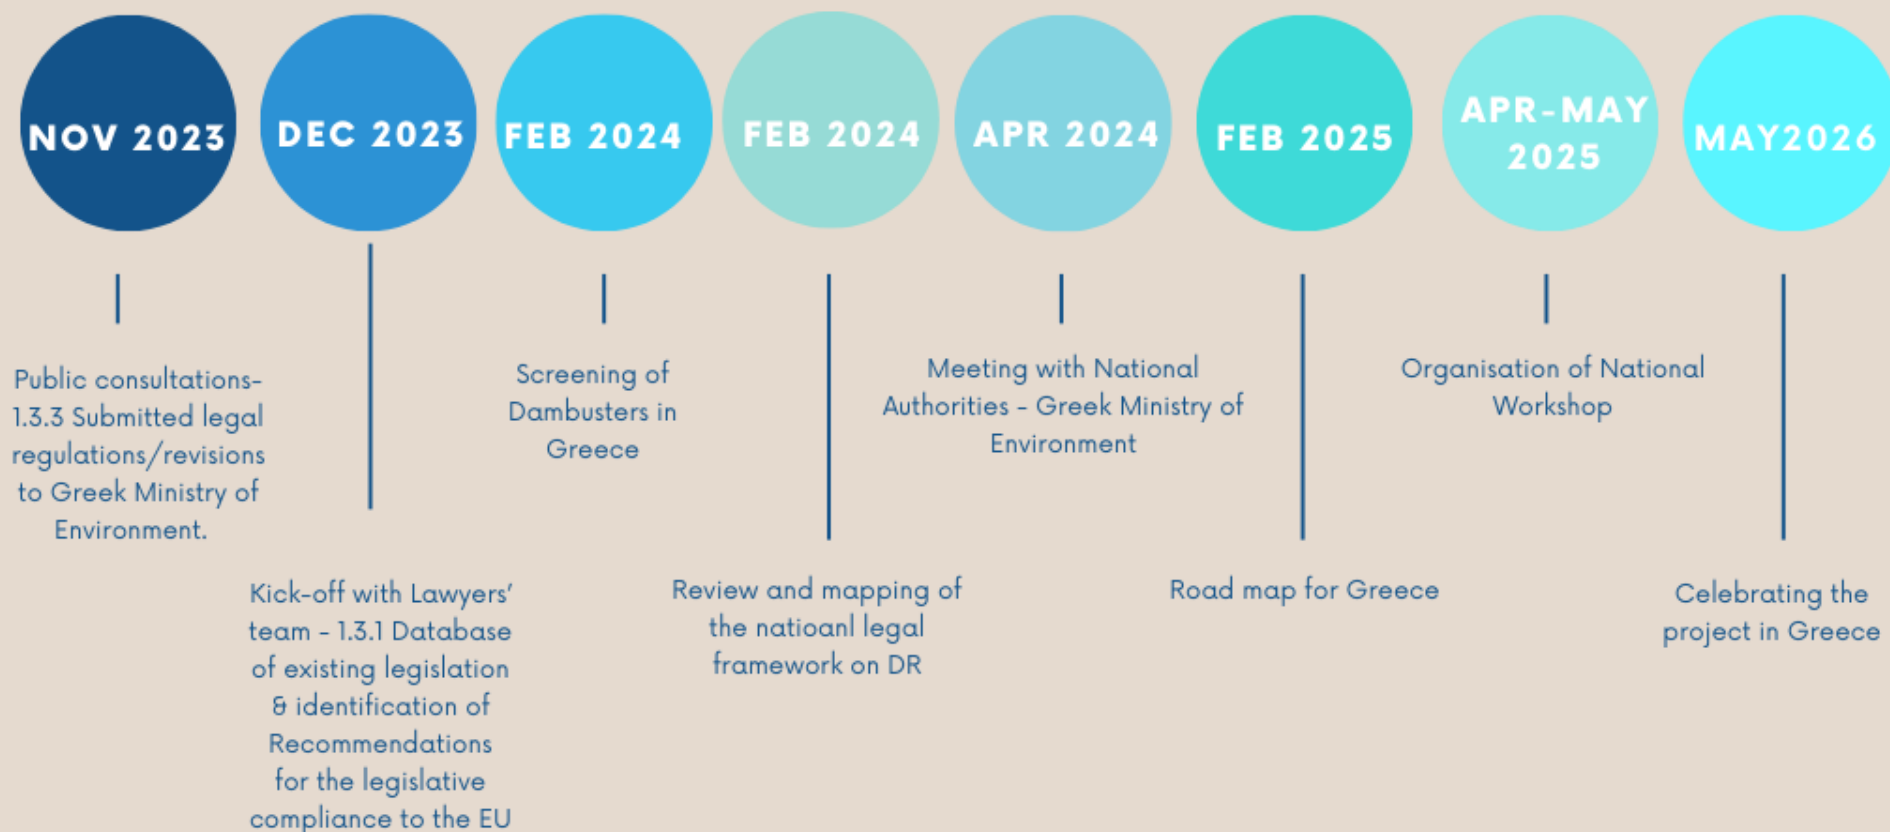 NOV 2023
DEC 2023
FEB 2024
FEB 2024
APR 2024
FEB 2025
APR-MAY
2025
MAY2026
Public consultations-
1.3.3 Submitted legal
regulations/revisions
to Greek Ministry of
Environment.
Kick-off with Lawyers'
team - 1.3.1 Database
of existing legislation
& identification of
Recommendations
for the legislative
compliance to the EU
Screening of
Dambusters in
Greece
Review and mapping of
the natioanl legal
framework on DR
Meeting with National
Authorities - Greek Ministry of
Environment
Road map for Greece
Organisation of National
Workshop
Celebrating the
project in Greece